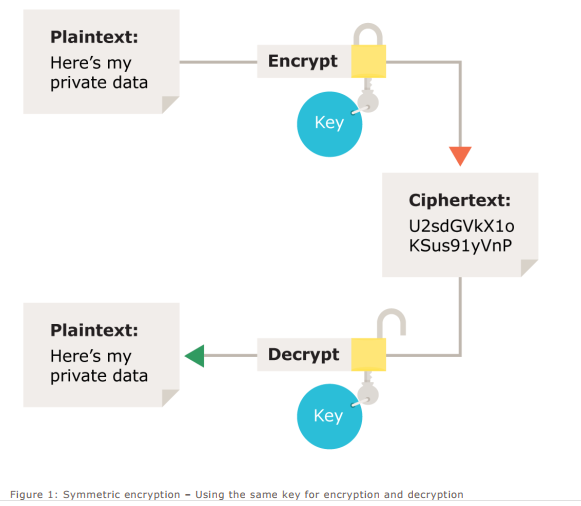 Plaintext:
Here's my
private data
Encrypt
Key
Ciphertext:
U2sdGVkX1o
KSus91yVnP
Plaintext:
Here's my
private data
Decrypt
Key
Figure 1: Symmetric encryption – Using the same key for encryption and decryption